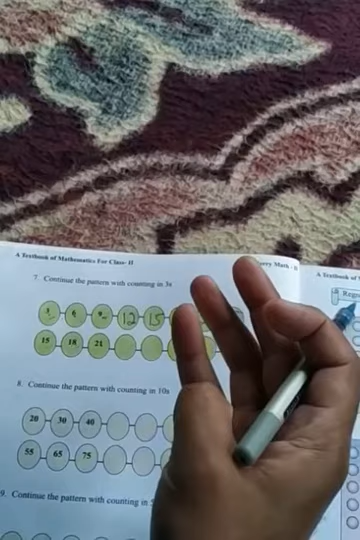 A Textbook of Mathematics For Class- II
Math - II
A Textbook of
7. Continue the pattern with counting in 3s
3 6 9 12 15
15 18 21
8. Continue the pattern with counting in 10s
20 30 40
55 65 75
9. Continue the pattern with counting in